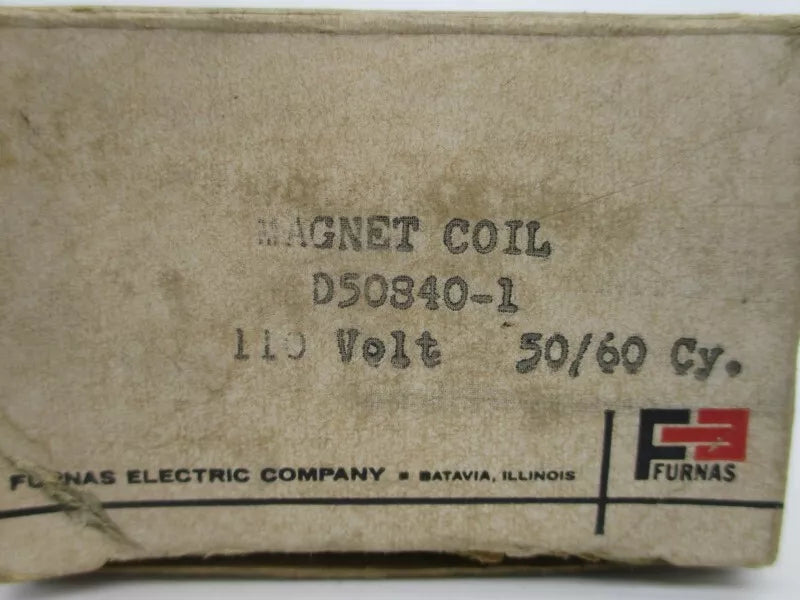 MAGNET COIL
D50840-1
110 Volt 50/60 Cy.
FURNAS ELECTRIC COMPANY ▪ BATAVIA, ILLINOIS
FURNAS